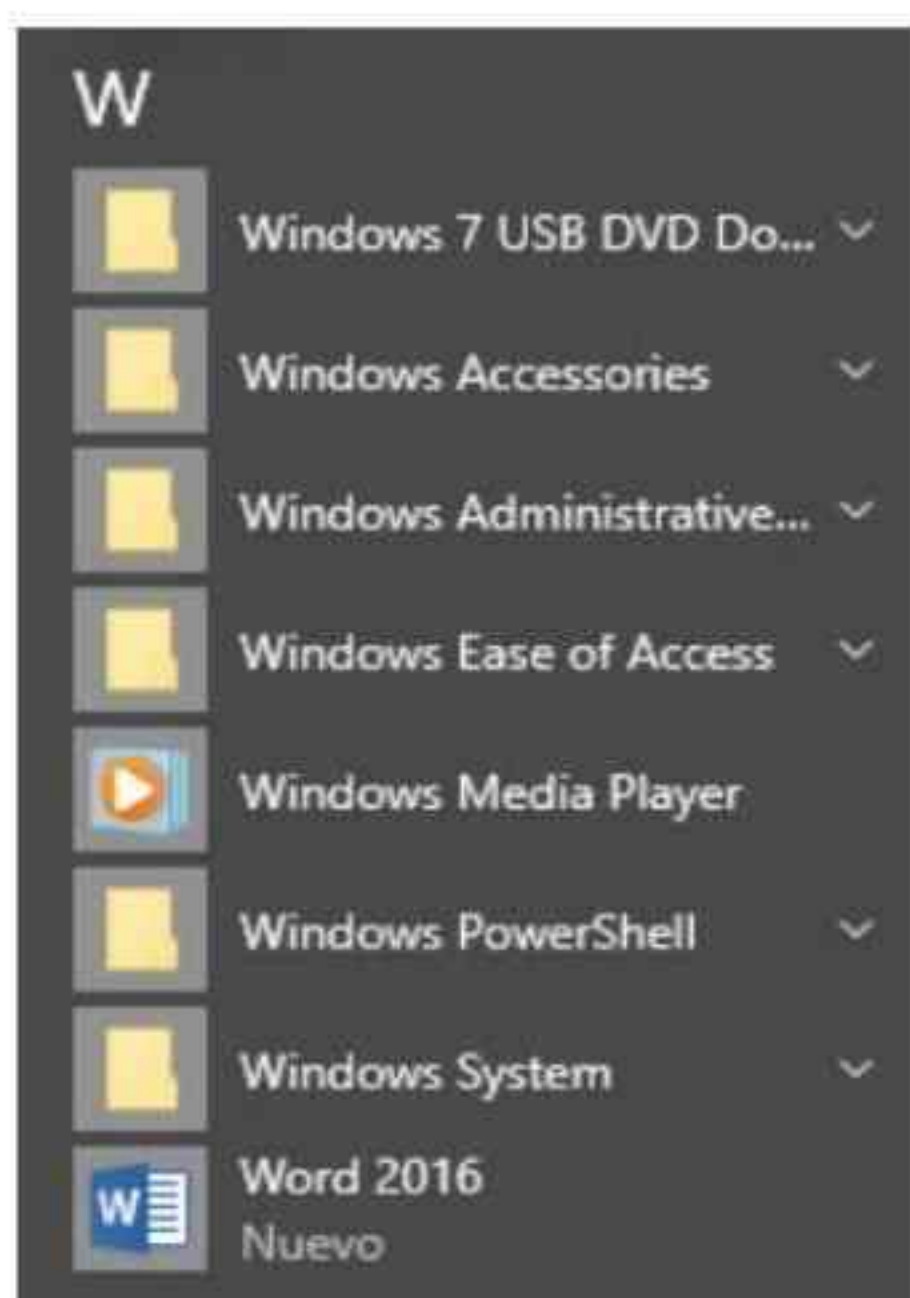 W
Windows 7 USB DVD Do...
Windows Accessories
Windows Administrative...
Windows Ease of Access
Windows Media Player
Windows PowerShell
Windows System
W
Word 2016
Nuevo